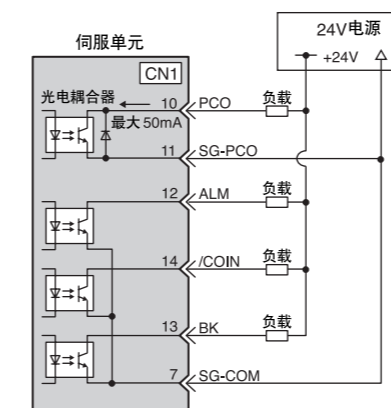 24V电源
+24V
伺服单元
CN1
光电耦合器
最大 50mA
10
PCO
负载
11
SG-PCO
12
ALM
负载
14
/COIN
负载
13
BK
负载
7
SG-COM